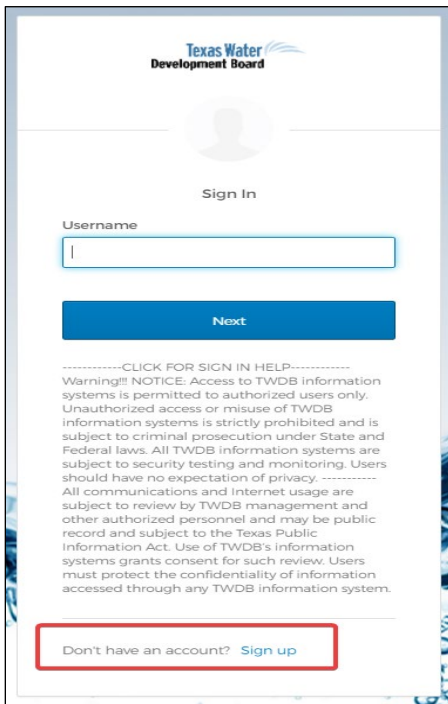 Texas Water
Development Board
Sign In
Username
Next
------------CLICK FOR SIGN IN HELP------------
Warning!!! NOTICE: Access to TWDB information
systems is permitted to authorized users only.
Unauthorized access or misuse of TWDB
information systems is strictly prohibited and is
subject to criminal prosecution under State and
Federal laws. All TWDB information systems are
subject to security testing and monitoring. Users
should have no expectation of privacy. -----------
All communications and Internet usage are
subject to review by TWDB management and
other authorized personnel and may be public
record and subject to the Texas Public
Information Act. Use of TWDB's information
systems grants consent for such review. Users
must protect the confidentiality of information
accessed through any TWDB information system.
Don't have an account? Sign up